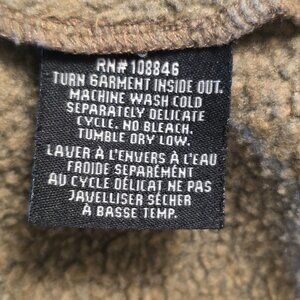 RN#108846
TURN GARMENT INSIDE OUT.
MACHINE WASH COLD
SEPARATELY DELICATE
CYCLE. NO BLEACH.
TUMBLE DRY LOW.
LAVER À L'ENVERS À L'EAU
FROIDE SEPARÉMENT
AU CYCLE DÉLICAT NE PAS
JAVELLISER SÉCHER
À BASSE TEMP.